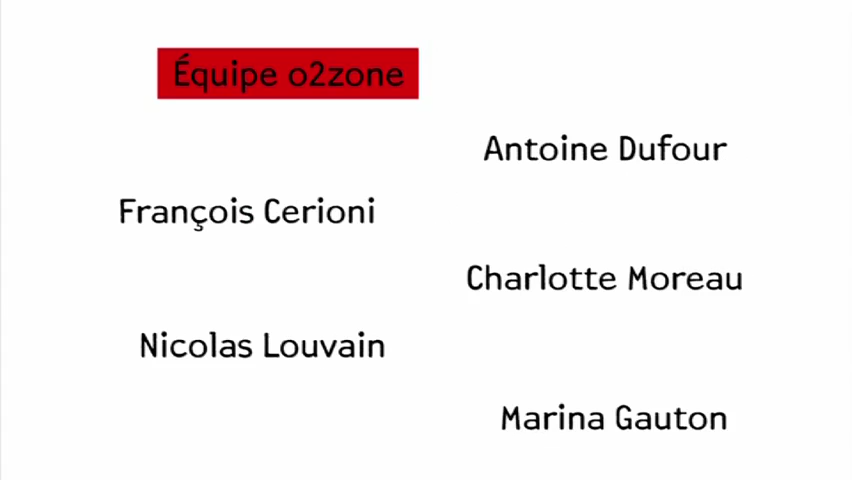 Équipe o2zone
Antoine Dufour
François Cerioni
Charlotte Moreau
Nicolas Louvain
Marina Gauton